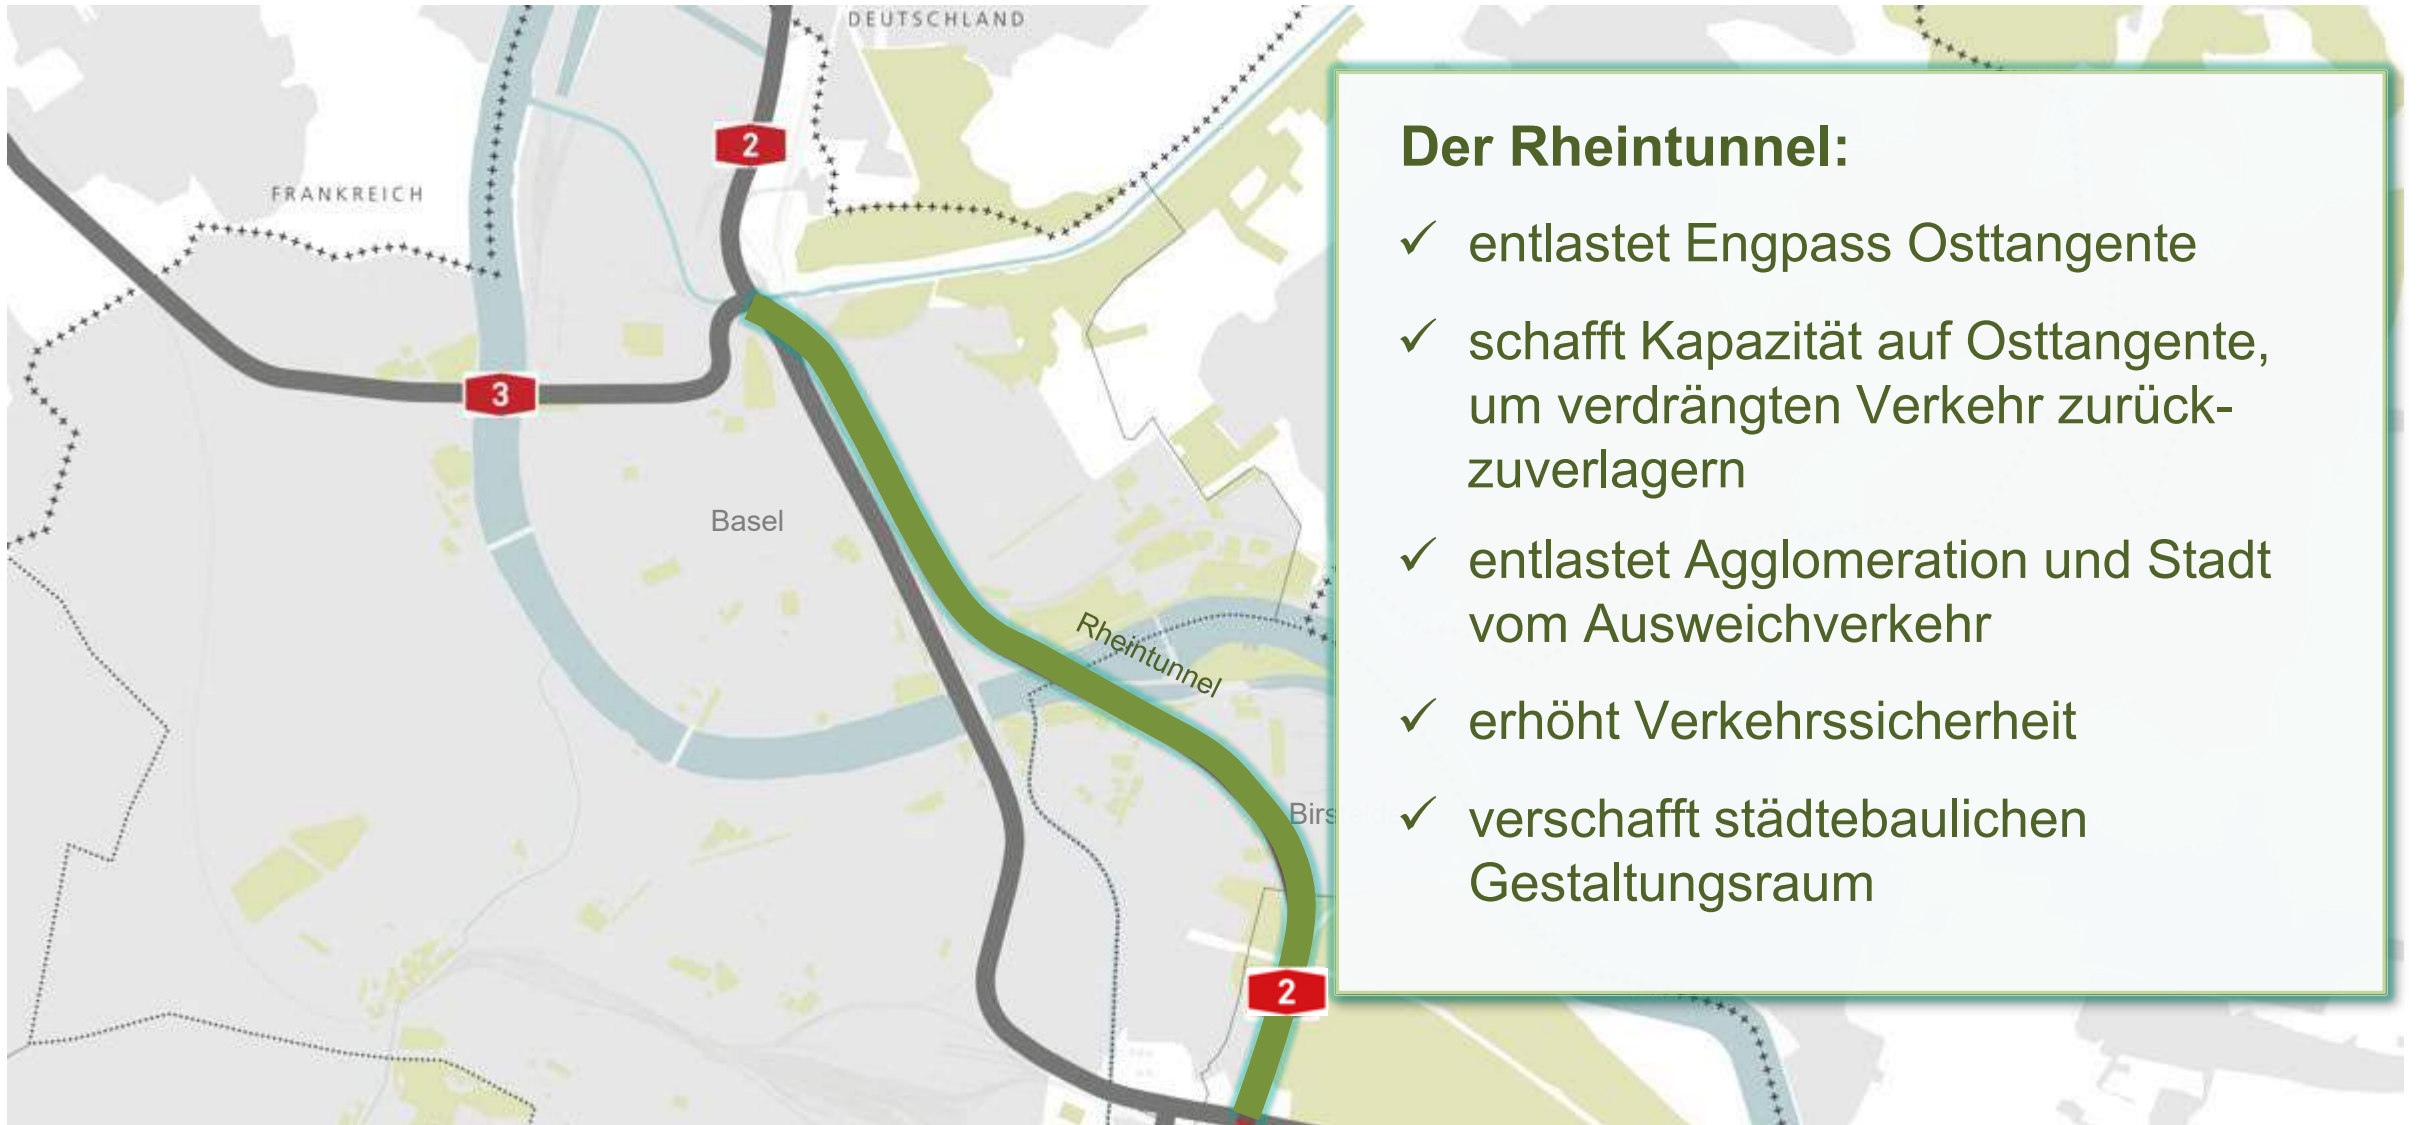 DEUTSCHLAND
2
FRANKREICH
3
Basel
Rheintunnel
2
Der Rheintunnel:
✓ entlastet Engpass Osttangente
✓ schafft Kapazität auf Osttangente,
um verdrängten Verkehr zurück-
zuverlagern
✓ entlastet Agglomeration und Stadt
vom Ausweichverkehr
✓ erhöht Verkehrssicherheit
✓ verschafft städtebaulichen
Gestaltungsraum